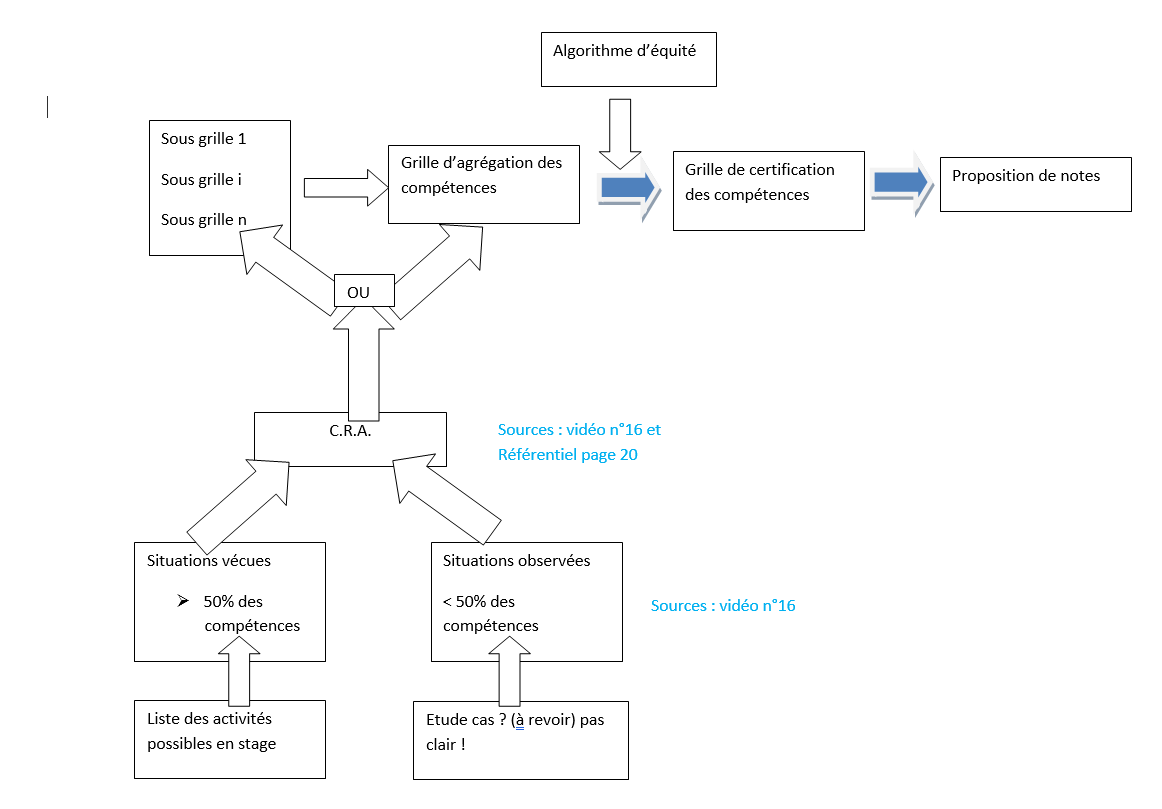 Algorithme d’équité
Sous grille 1
Sous grille i
Sous grille n
Grille d’agrégation des
compétences
Grille de certification
des compétences
Proposition de notes
OU
C.R.A.
Sources : vidéo n°16 et
Référentiel page 20
Situations vécues
➢ 50% des
compétences
Situations observées
< 50% des
compétences
Sources : vidéo n°16
Liste des activités
possibles en stage
Etude cas ? (à revoir) pas
clair !